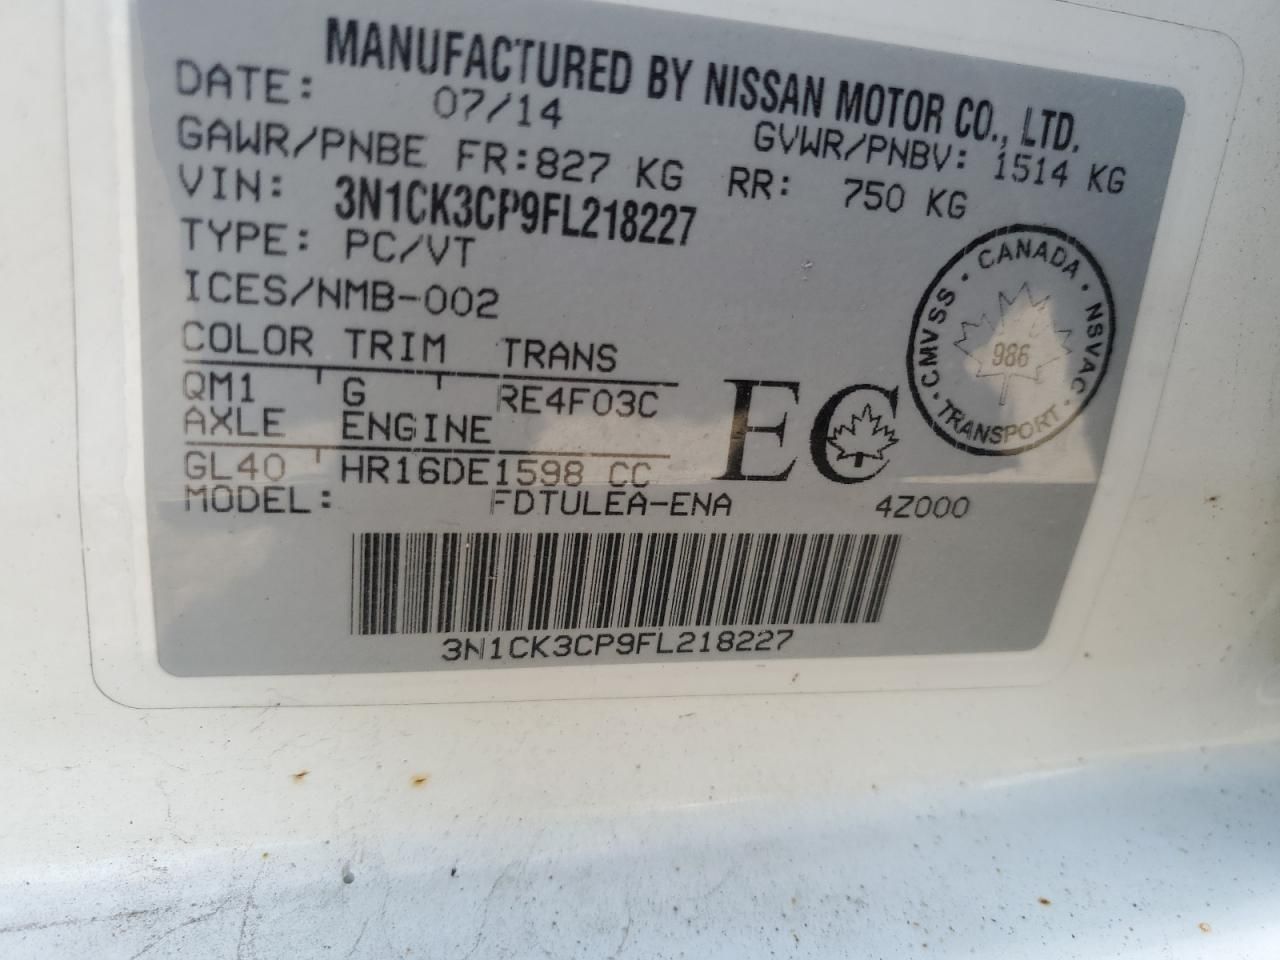 MANUFACTURED BY NISSAN MOTOR CO., LTD.
DATE: 07/14 GVWR/PNBV: 1514 KG
GAWR/PNBE FR:827 KG RR: 750 KG
VIN: 3N1CK3CP9FL218227
TYPE: PC/VT
ICES/NMB-002
COLOR TRIM TRANS
QM1 G RE4F03C
AXLE ENGINE
GL40 HR16DE1598 CC
MODEL: FDTULEA-ENA 4Z000
EC
CANADA · NSVAC · TRANSPORT · CMVSS ·
986
3N1CK3CP9FL218227